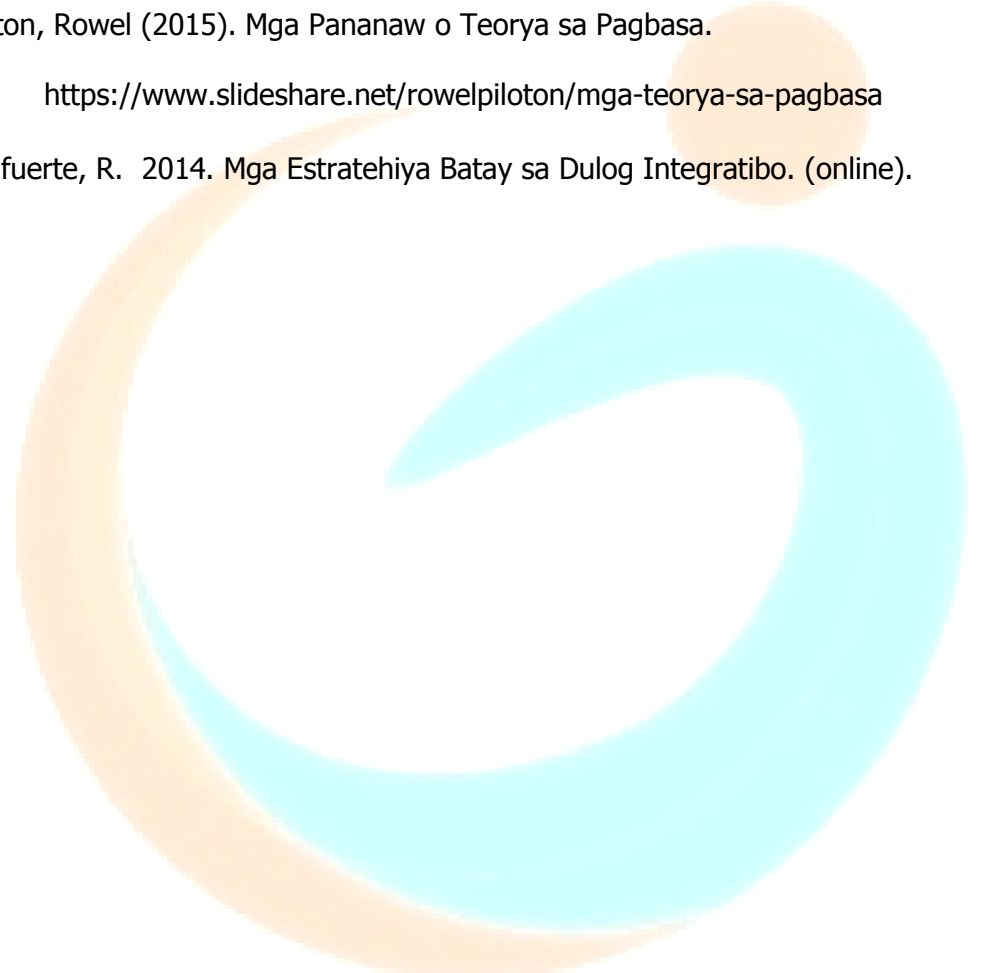 ton, Rowel (2015). Mga Pananaw o Teorya sa Pagbasa.
https://www.slideshare.net/rowelpiloton/mga-teorya-sa-pagbasa
fuerte, R. 2014. Mga Estratehiya Batay sa Dulog Integratibo. (online).